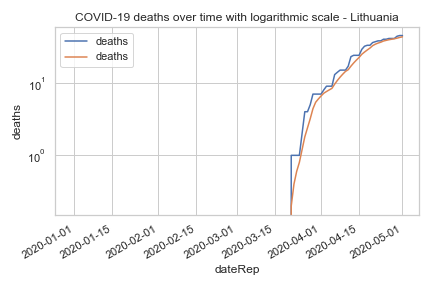 COVID-19 deaths over time with logarithmic scale - Lithuania
deaths
deaths
10¹
10⁰
deaths
2020-01-01
2020-01-15
2020-02-01
2020-02-15
2020-03-01
2020-03-15
2020-04-01
2020-04-15
2020-05-01
dateRep